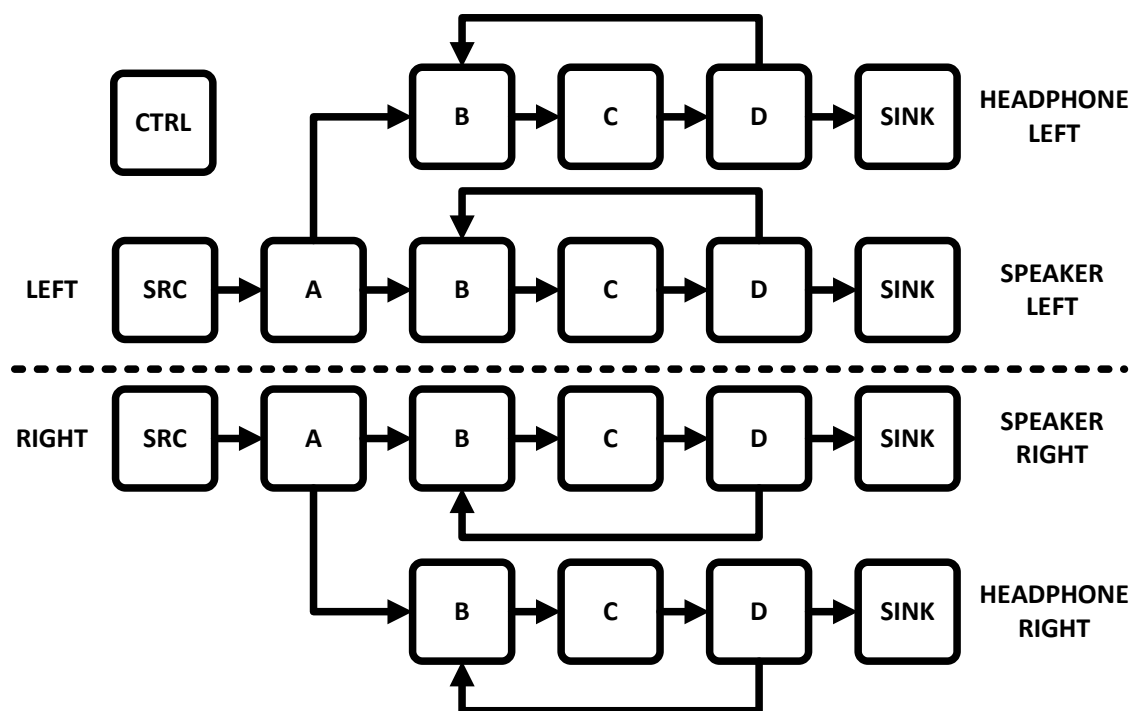 CTRL
B C D SINK
HEADPHONE
LEFT
LEFT SRC A B C D SINK
SPEAKER
LEFT
RIGHT SRC A B C D SINK
SPEAKER
RIGHT
B C D SINK
HEADPHONE
RIGHT